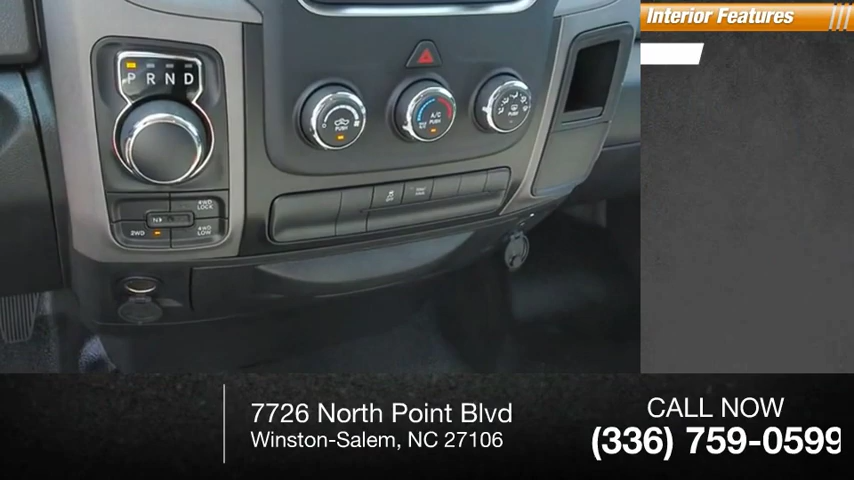 Interior Features
P R N D
PUSH
A/C
PUSH
PUSH
4WD
LOCK
N
2WD
4WD
LOW
7726 North Point Blvd
Winston-Salem, NC 27106
CALL NOW
(336) 759-0599